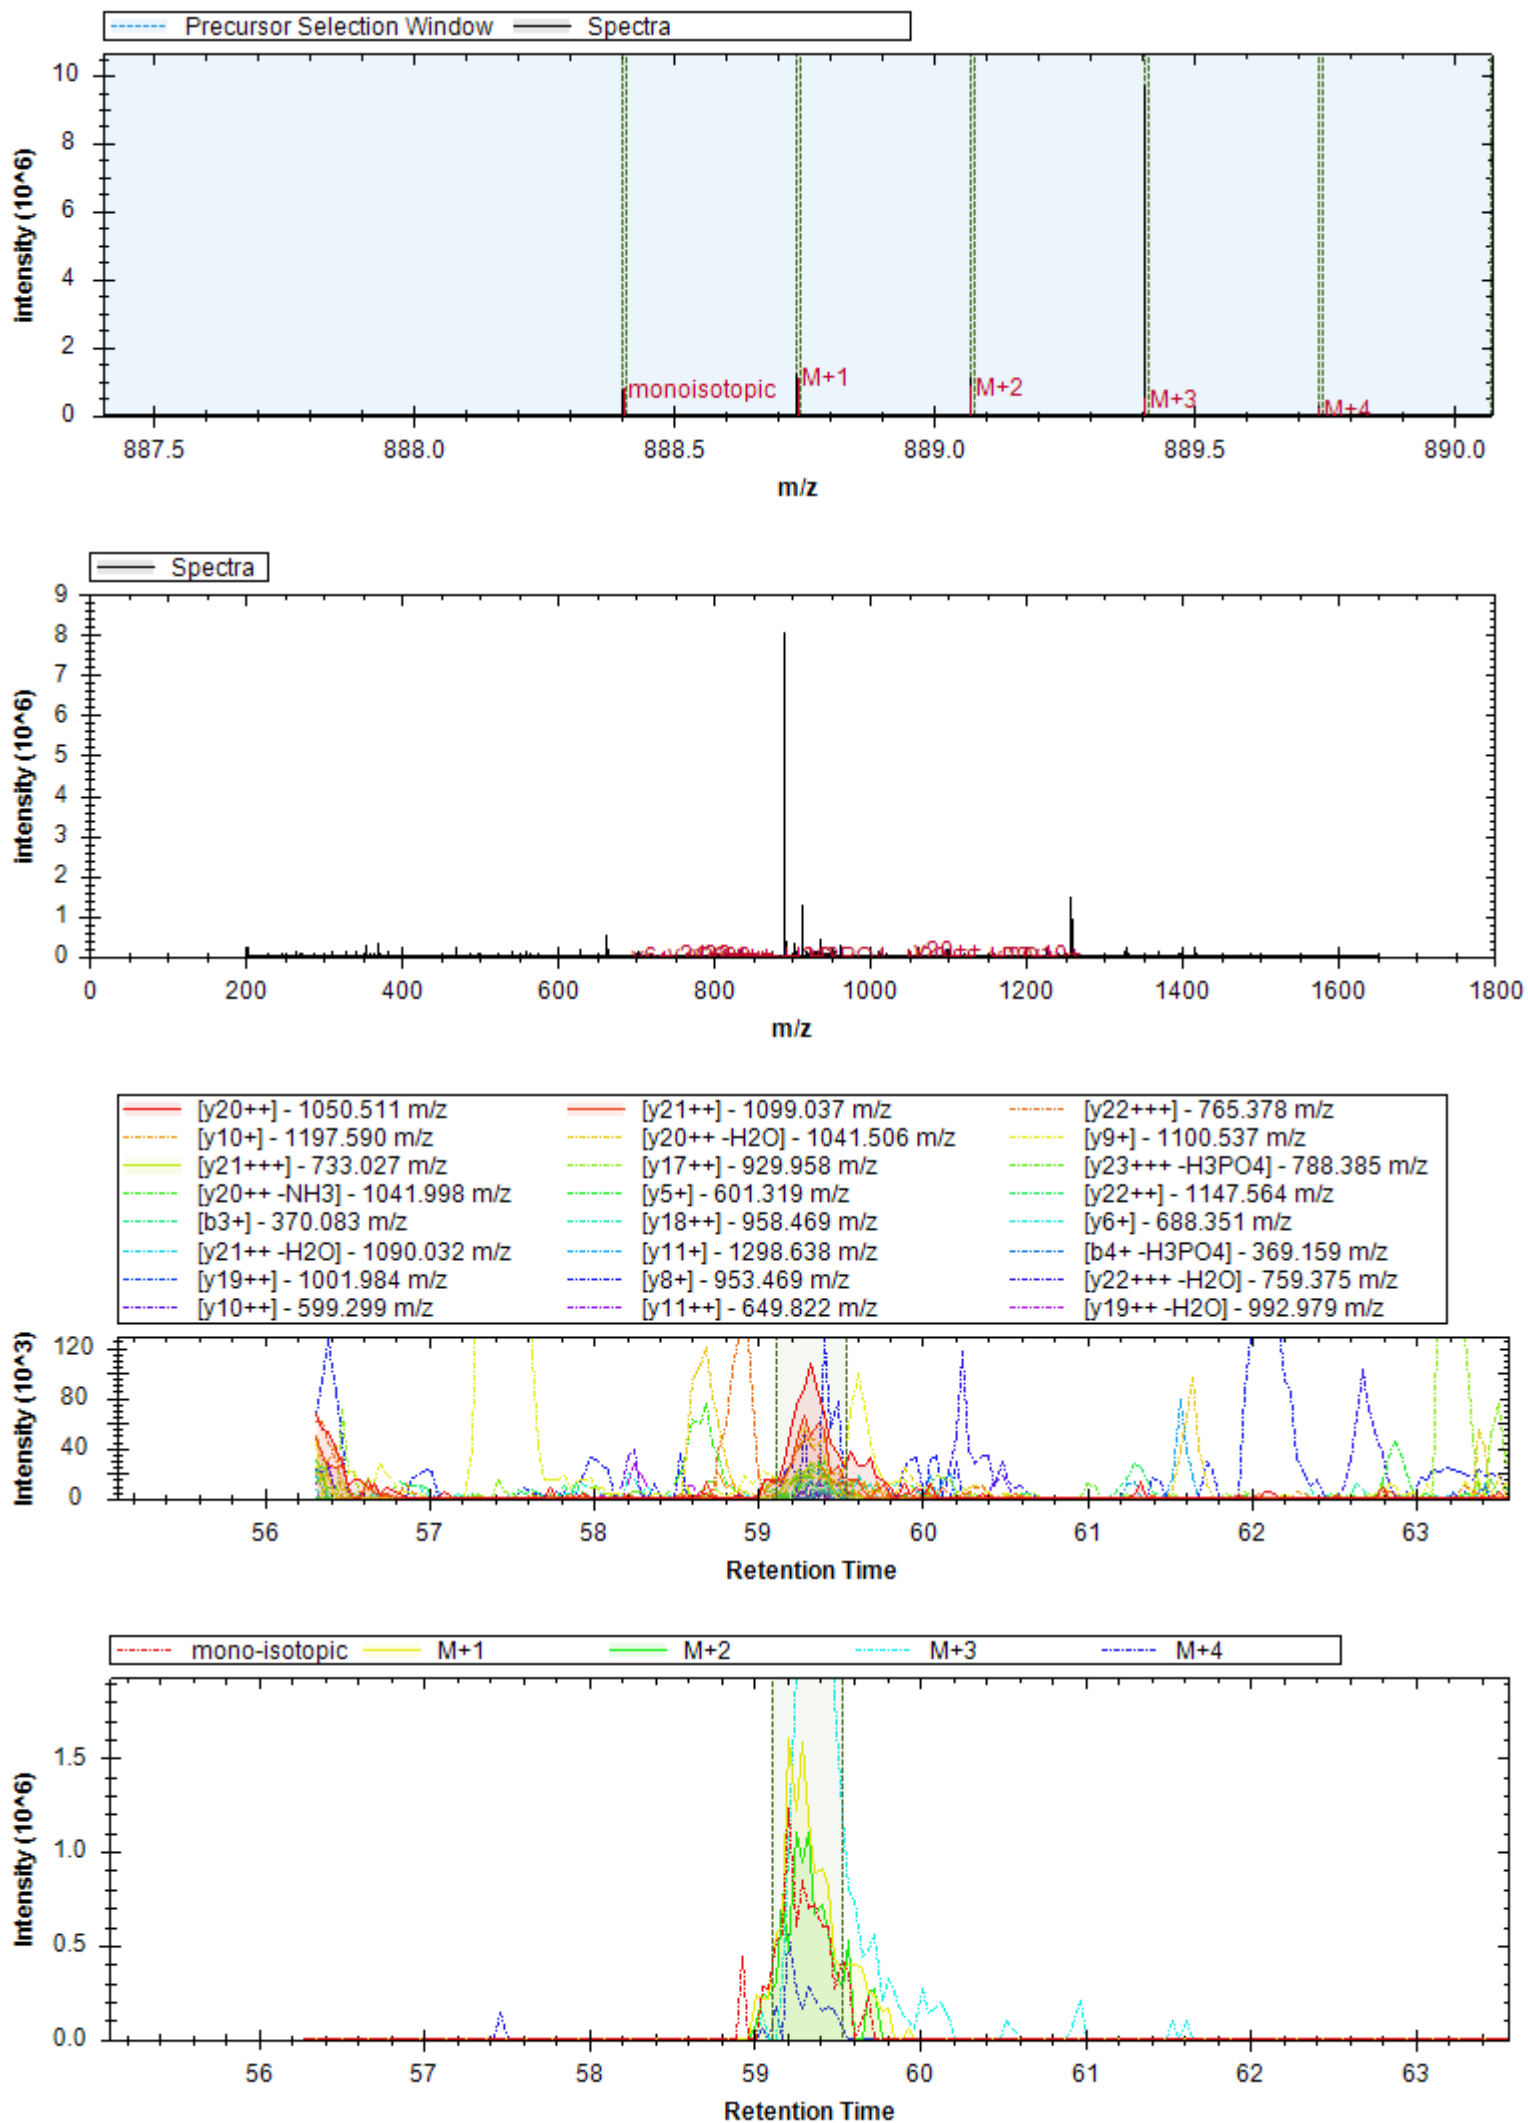 Precursor Selection Window Spectra
10
8
6
4
2
0
intensity (10^6)
monoisotopic M+1 M+2 M+3 M+4
887.5 888.0 888.5 889.0 889.5 890.0
m/z
Spectra
9
8
7
6
5
4
3
2
1
0
intensity (10^6)
0 200 400 600 800 1000 1200 1400 1600 1800
m/z
[y20++] - 1050.511 m/z [y21++] - 1099.037 m/z [y22+++] - 765.378 m/z
[y10+] - 1197.590 m/z [y20++ -H2O] - 1041.506 m/z [y9+] - 1100.537 m/z
[y21+++] - 733.027 m/z [y17++] - 929.958 m/z [y23+++ -H3PO4] - 788.385 m/z
[y20++ -NH3] - 1041.998 m/z [y5+] - 601.319 m/z [y22++] - 1147.564 m/z
[b3+] - 370.083 m/z [y18++] - 958.469 m/z [y6+] - 688.351 m/z
[y21++ -H2O] - 1090.032 m/z [y11+] - 1298.638 m/z [b4+ -H3PO4] - 369.159 m/z
[y19++] - 1001.984 m/z [y8+] - 953.469 m/z [y22+++ -H2O] - 759.375 m/z
[y10++] - 599.299 m/z [y11++] - 649.822 m/z [y19++ -H2O] - 992.979 m/z
120
80
40
0
Intensity (10^3)
56 57 58 59 60 61 62 63
Retention Time
mono-isotopic M+1 M+2 M+3 M+4
1.5
1.0
0.5
0.0
Intensity (10^6)
56 57 58 59 60 61 62 63
Retention Time